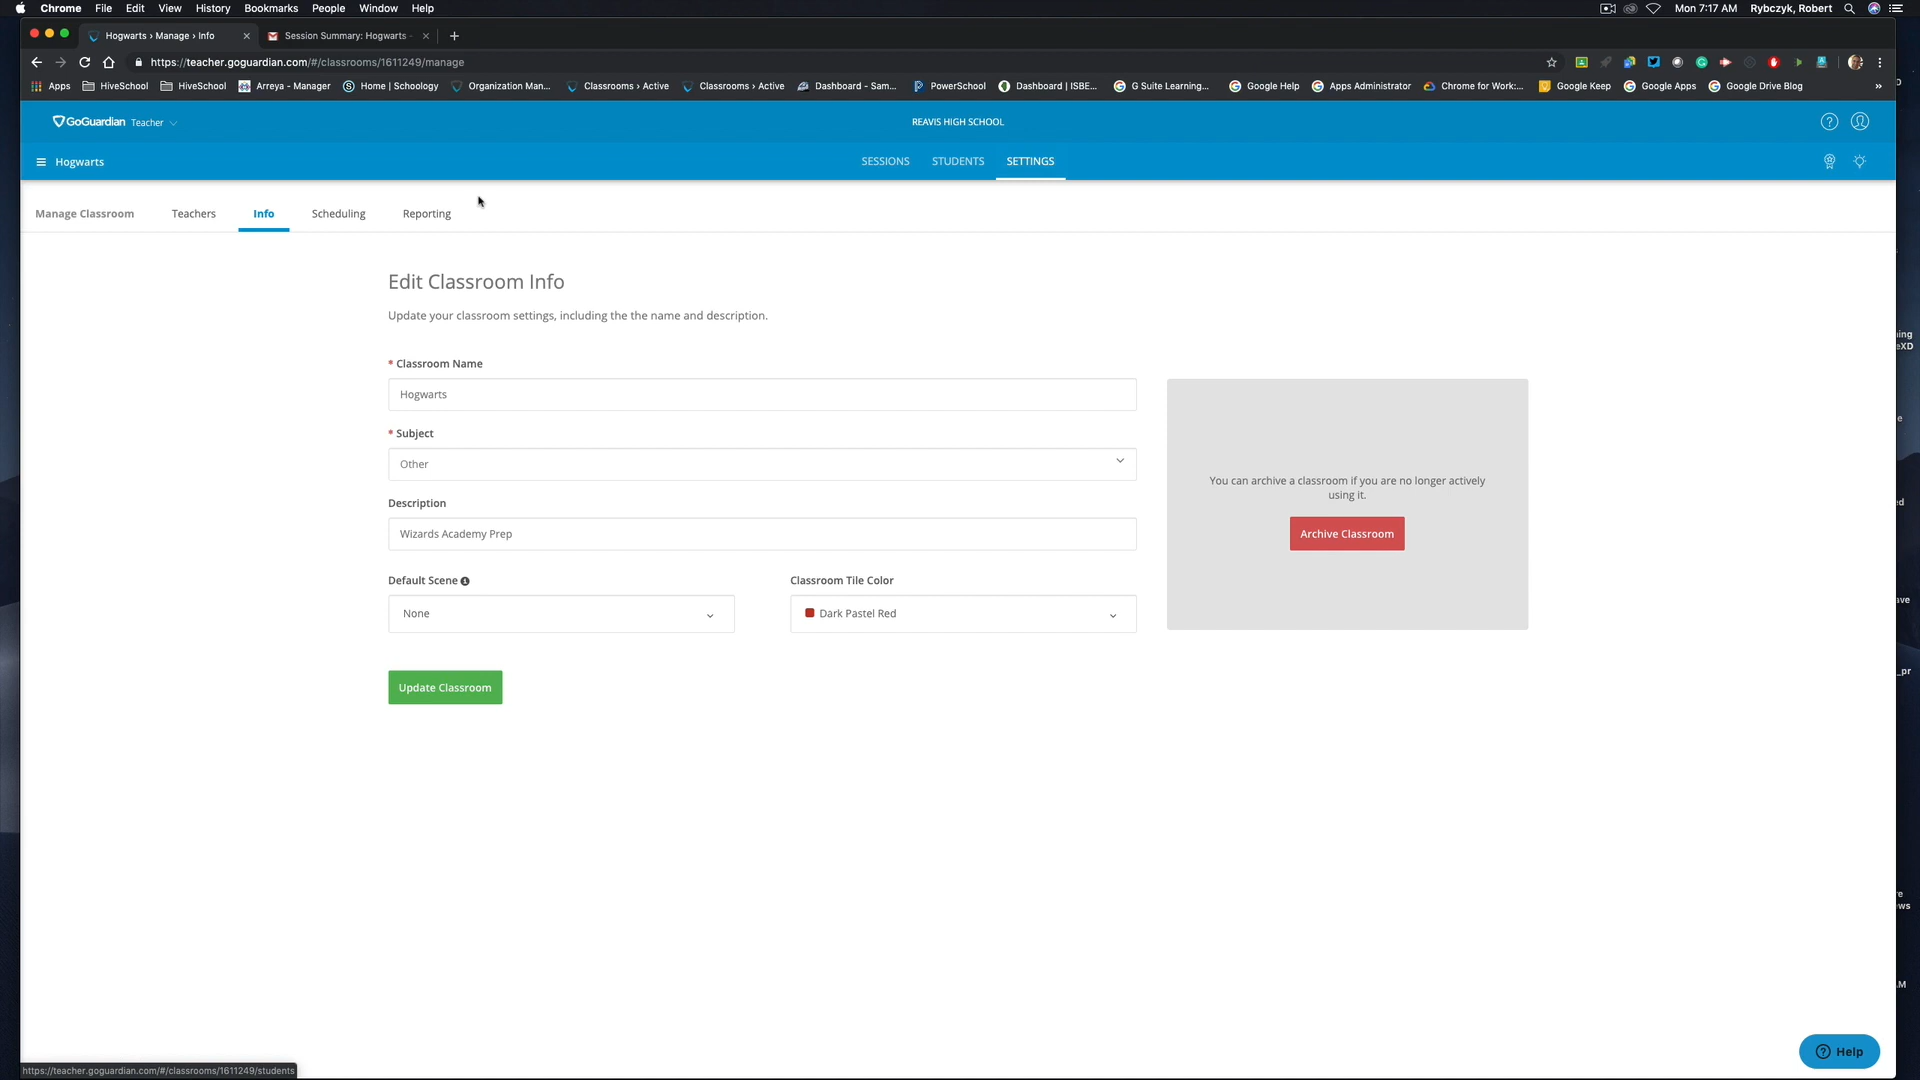 Chrome File Edit View History Bookmarks People Window Help Mon 7:17 AM Rybczyk, Robert
Hogwarts › Manage › Info Session Summary: Hogwarts -
https://teacher.goguardian.com/#/classrooms/1611249/manage
Apps HiveSchool HiveSchool Arreya - Manager Home | Schoology Organization Man... Classrooms › Active Classrooms › Active Dashboard - Sam... PowerSchool Dashboard | ISBE... G Suite Learning... Google Help Apps Administrator Chrome for Work:... Google Keep Google Apps Google Drive Blog »
GoGuardian Teacher REAVIS HIGH SCHOOL
Hogwarts SESSIONS STUDENTS SETTINGS
Manage Classroom Teachers Info Scheduling Reporting
Edit Classroom Info
Update your classroom settings, including the the name and description.
* Classroom Name
Hogwarts
* Subject
Other
Description
Wizards Academy Prep
Default Scene
None
Classroom Tile Color
Dark Pastel Red
Update Classroom
You can archive a classroom if you are no longer actively
using it.
Archive Classroom
Help
https://teacher.goguardian.com/#/classrooms/1611249/students